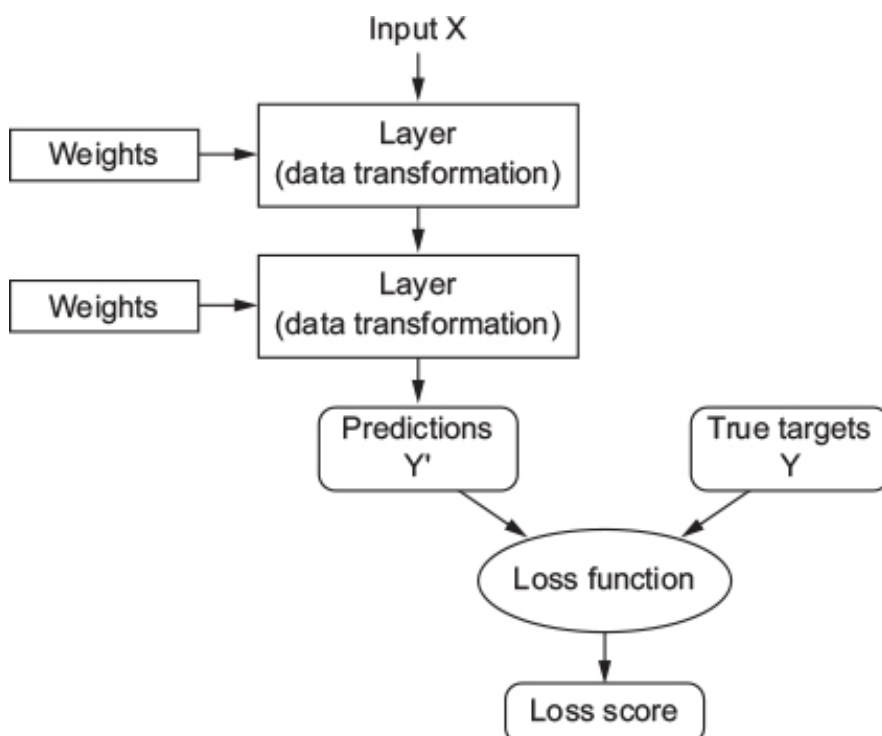 Input X
Weights
Layer
(data transformation)
Weights
Layer
(data transformation)
Predictions
Y'
True targets
Y
Loss function
Loss score